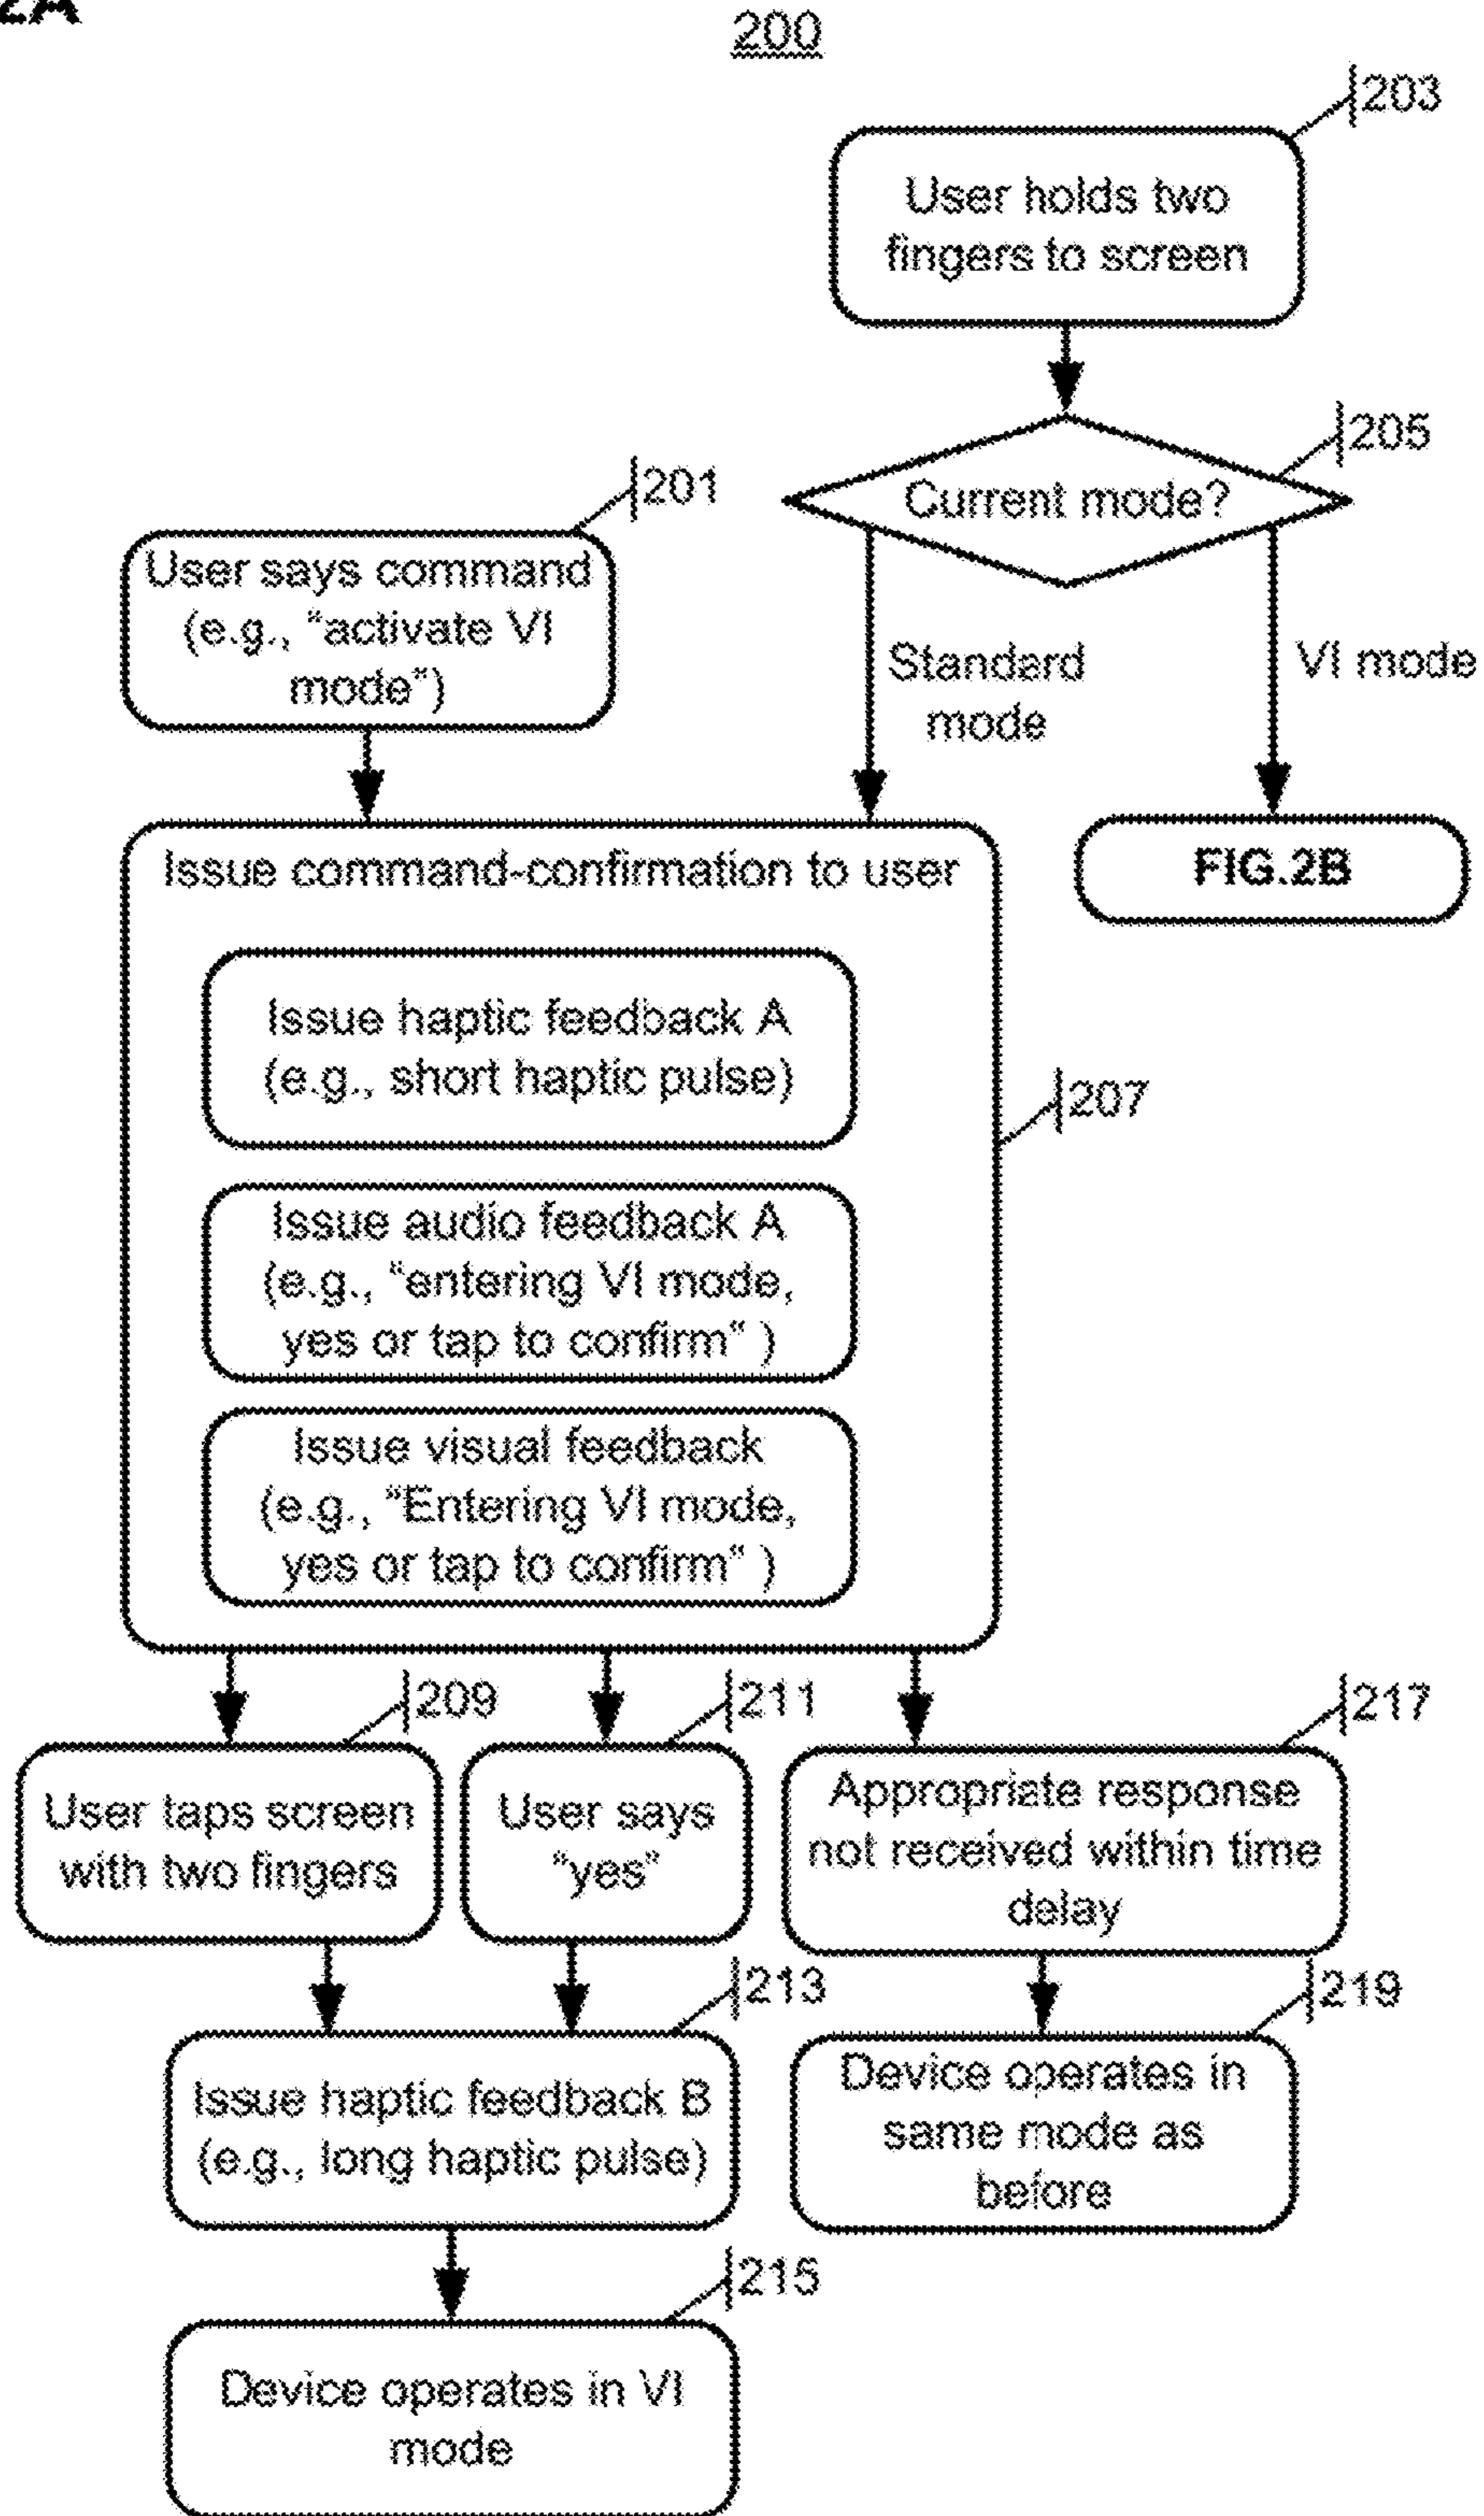 2A
200
203
User holds two
fingers to screen
205
Current mode?
201
User says command
(e.g., “activate VI
mode“)
Standard
mode
VI mode
FIG.2B
Issue command-confirmation to user
Issue haptic feedback A
(e.g., short haptic pulse)
207
Issue audio feedback A
(e.g., “entering VI mode,
yes or tap to confirm“ )
Issue visual feedback
(e.g., “Entering VI mode,
yes or tap to confirm“ )
209
211
217
User taps screen
with two fingers
User says
“yes”
Appropriate response
not received within time
delay
213
219
Issue haptic feedback B
(e.g., long haptic pulse)
Device operates in
same mode as
before
215
Device operates in VI
mode